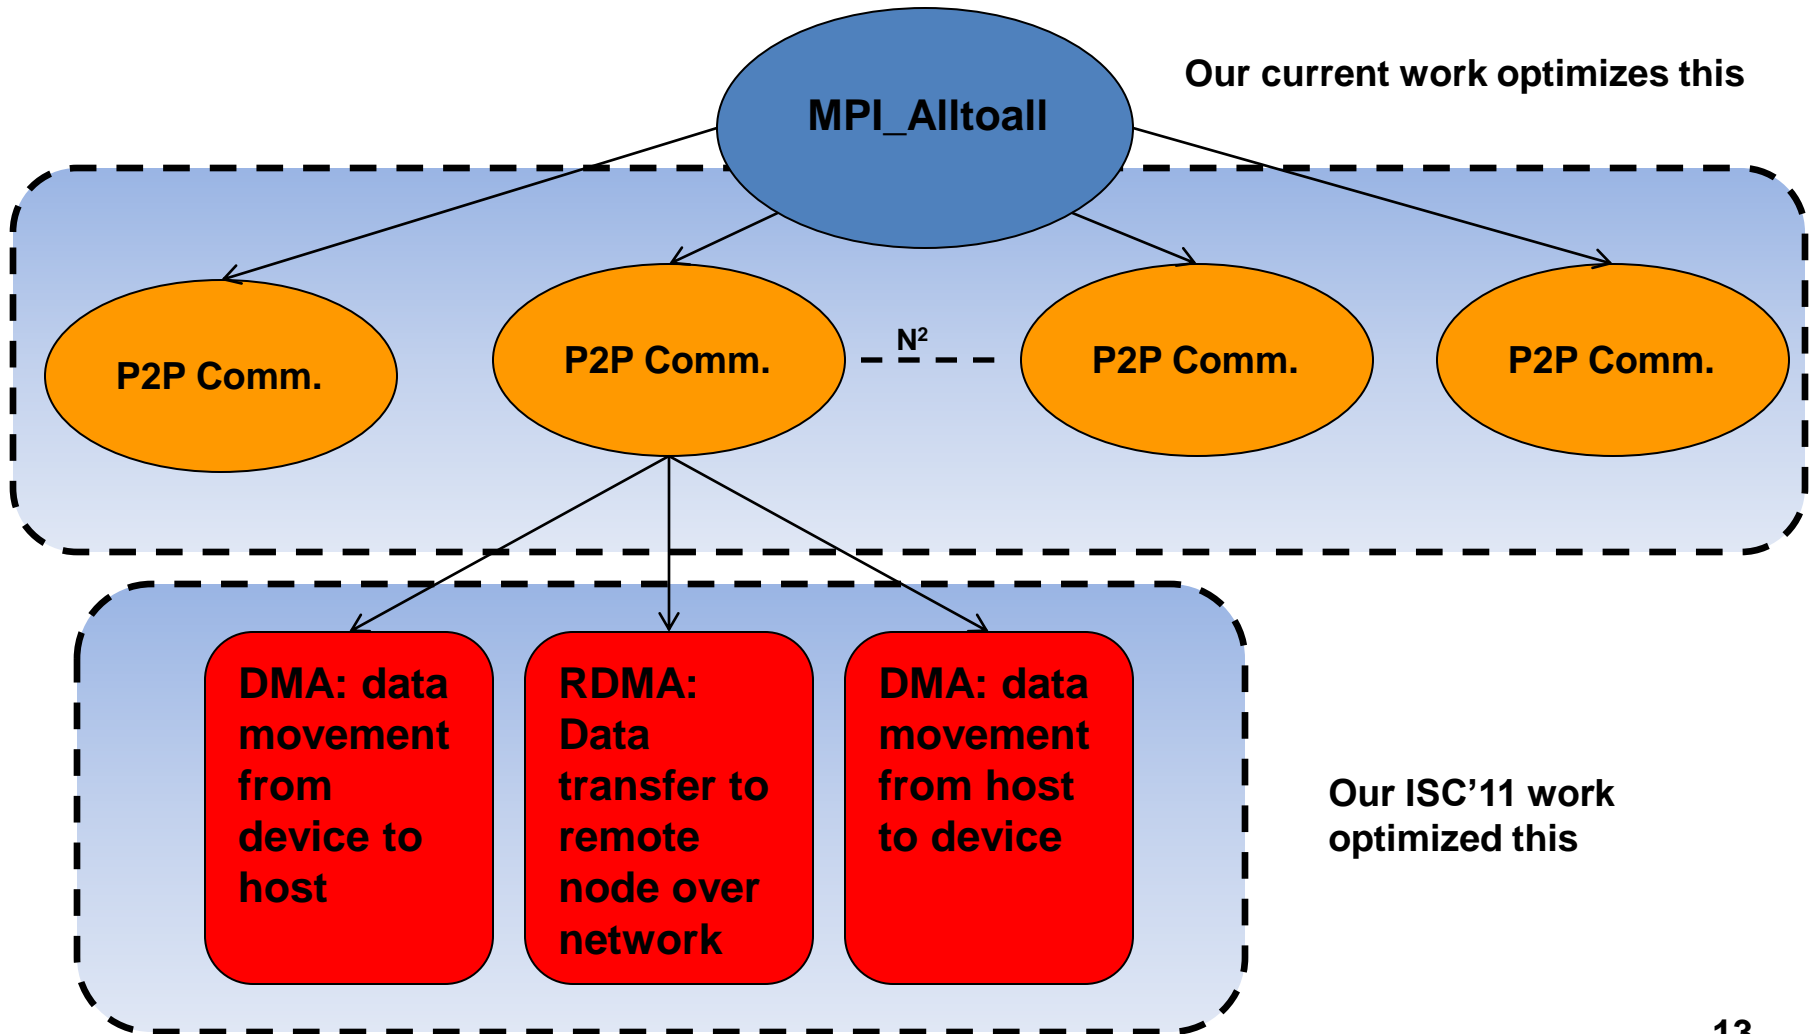 Our current work optimizes this
MPI_Alltoall
P2P Comm.
P2P Comm.
N²
P2P Comm.
P2P Comm.
DMA: data
movement
from
device to
host
RDMA:
Data
transfer to
remote
node over
network
DMA: data
movement
from host
to device
Our ISC’11 work
optimized this
13